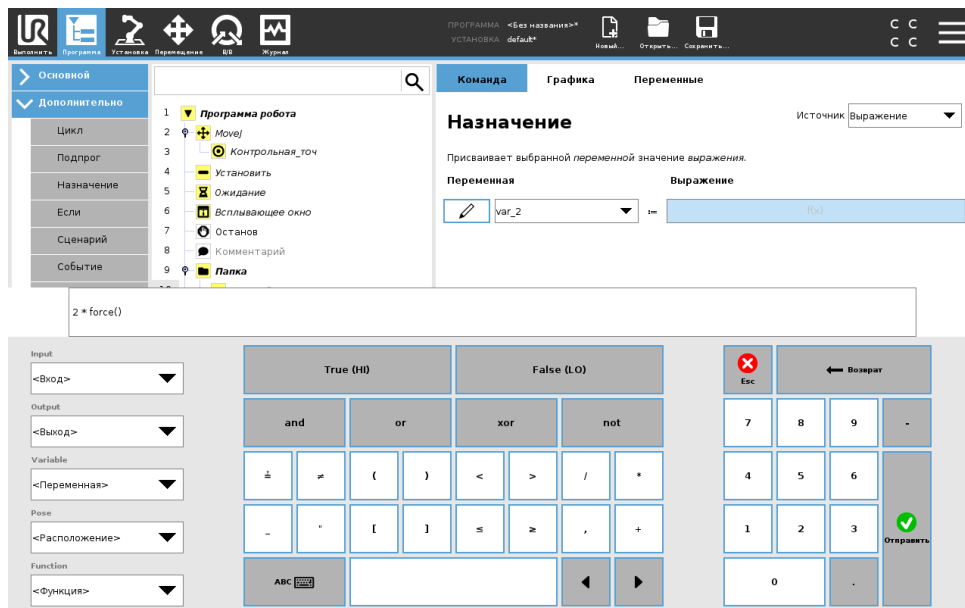 UR
Выполнить Программа Установка Перемещение В/В Журнал
ПРОГРАММА <Без названия>*
УСТАНОВКА default*
Новый... Открыть... Сохранить...
C C
C C
Основной
Дополнительно
Цикл
Подпрог
Назначение
Если
Сценарий
Событие
1 Программа робота
2 MoveJ
3 Контрольная_точ
4 Установить
5 Ожидание
6 Всплывающее окно
7 Останов
8 Комментарий
9 Папка
Команда Графика Переменные
Назначение
Источник Выражение
Присваивает выбранной переменной значение выражения.
Переменная Выражение
var_2 := f(x)
2 * force()
Input
<Вход>
Output
<Выход>
Variable
<Переменная>
Pose
<Расположение>
Function
<Функция>
True (HI) False (LO)
and or xor not
≟ ≠ ( ) < > / *
_ " [ ] ≤ ≥ , +
ABC
Esc Возврат
7 8 9 -
4 5 6
1 2 3 Отправить
0 .